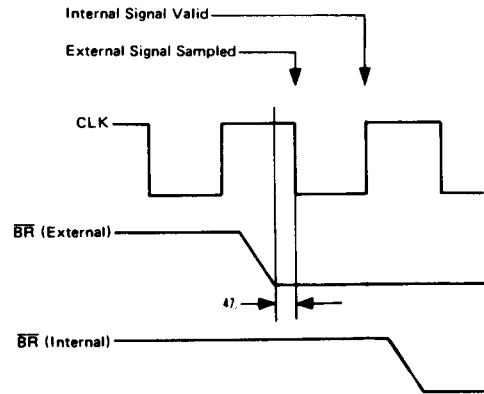 Internal Signal Valid
External Signal Sampled
CLK
BR (External)
47
BR (Internal)